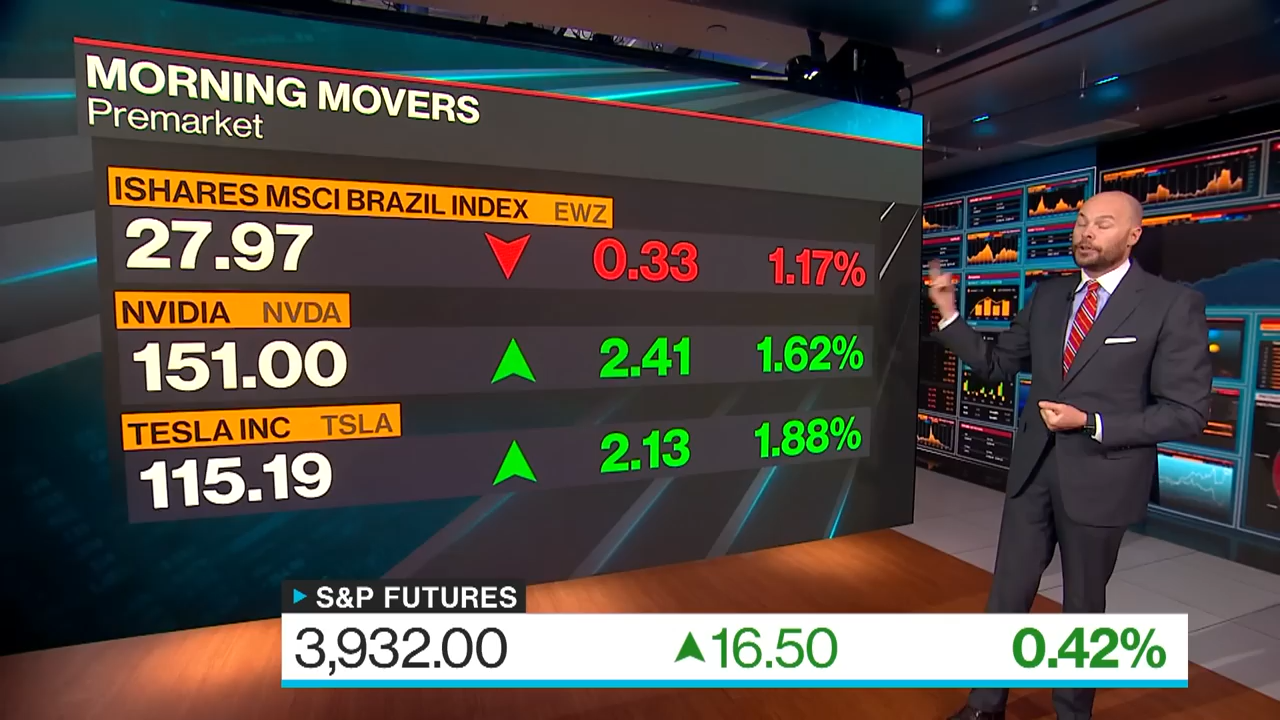 MORNING MOVERS
Premarket
ISHARES MSCI BRAZIL INDEX EWZ
27.97 0.33 1.17%
NVIDIA NVDA
151.00 2.41 1.62%
TESLA INC TSLA
115.19 2.13 1.88%
S&P FUTURES
3,932.00 16.50 0.42%